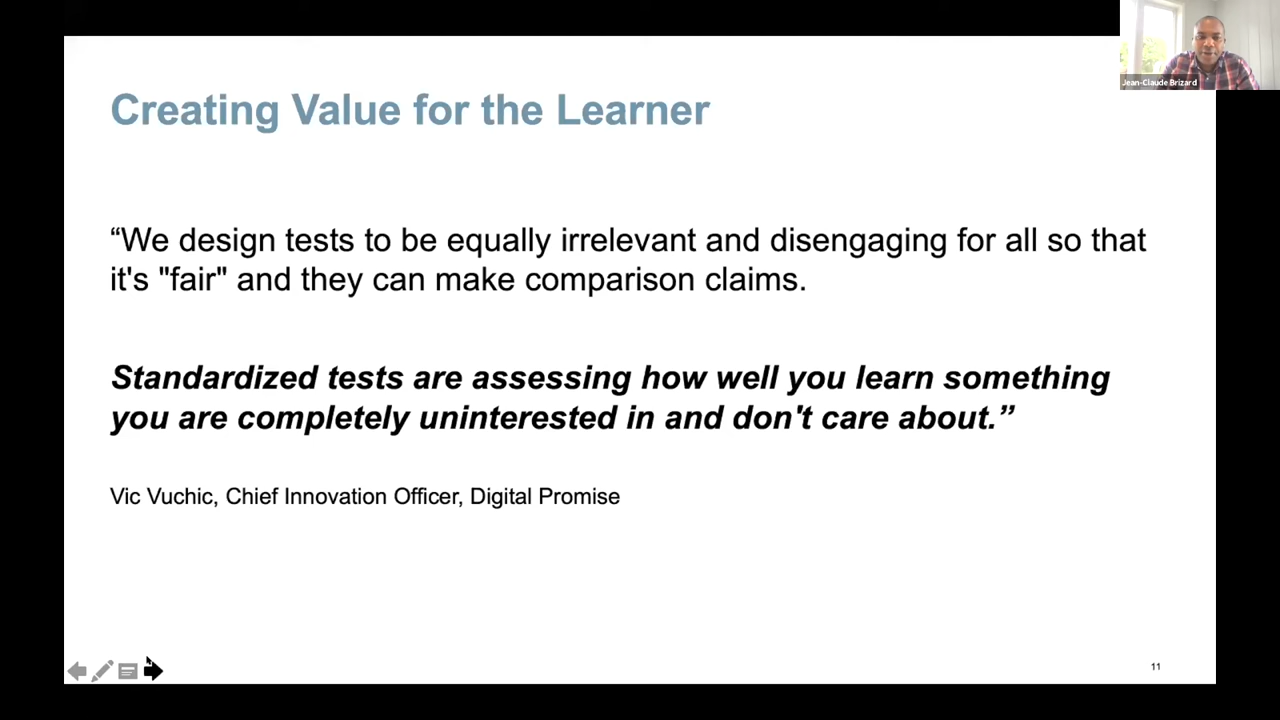 Jean-Claude Brizard
Creating Value for the Learner
“We design tests to be equally irrelevant and disengaging for all so that
it's "fair" and they can make comparison claims.
Standardized tests are assessing how well you learn something
you are completely uninterested in and don't care about.”
Vic Vuchic, Chief Innovation Officer, Digital Promise
11